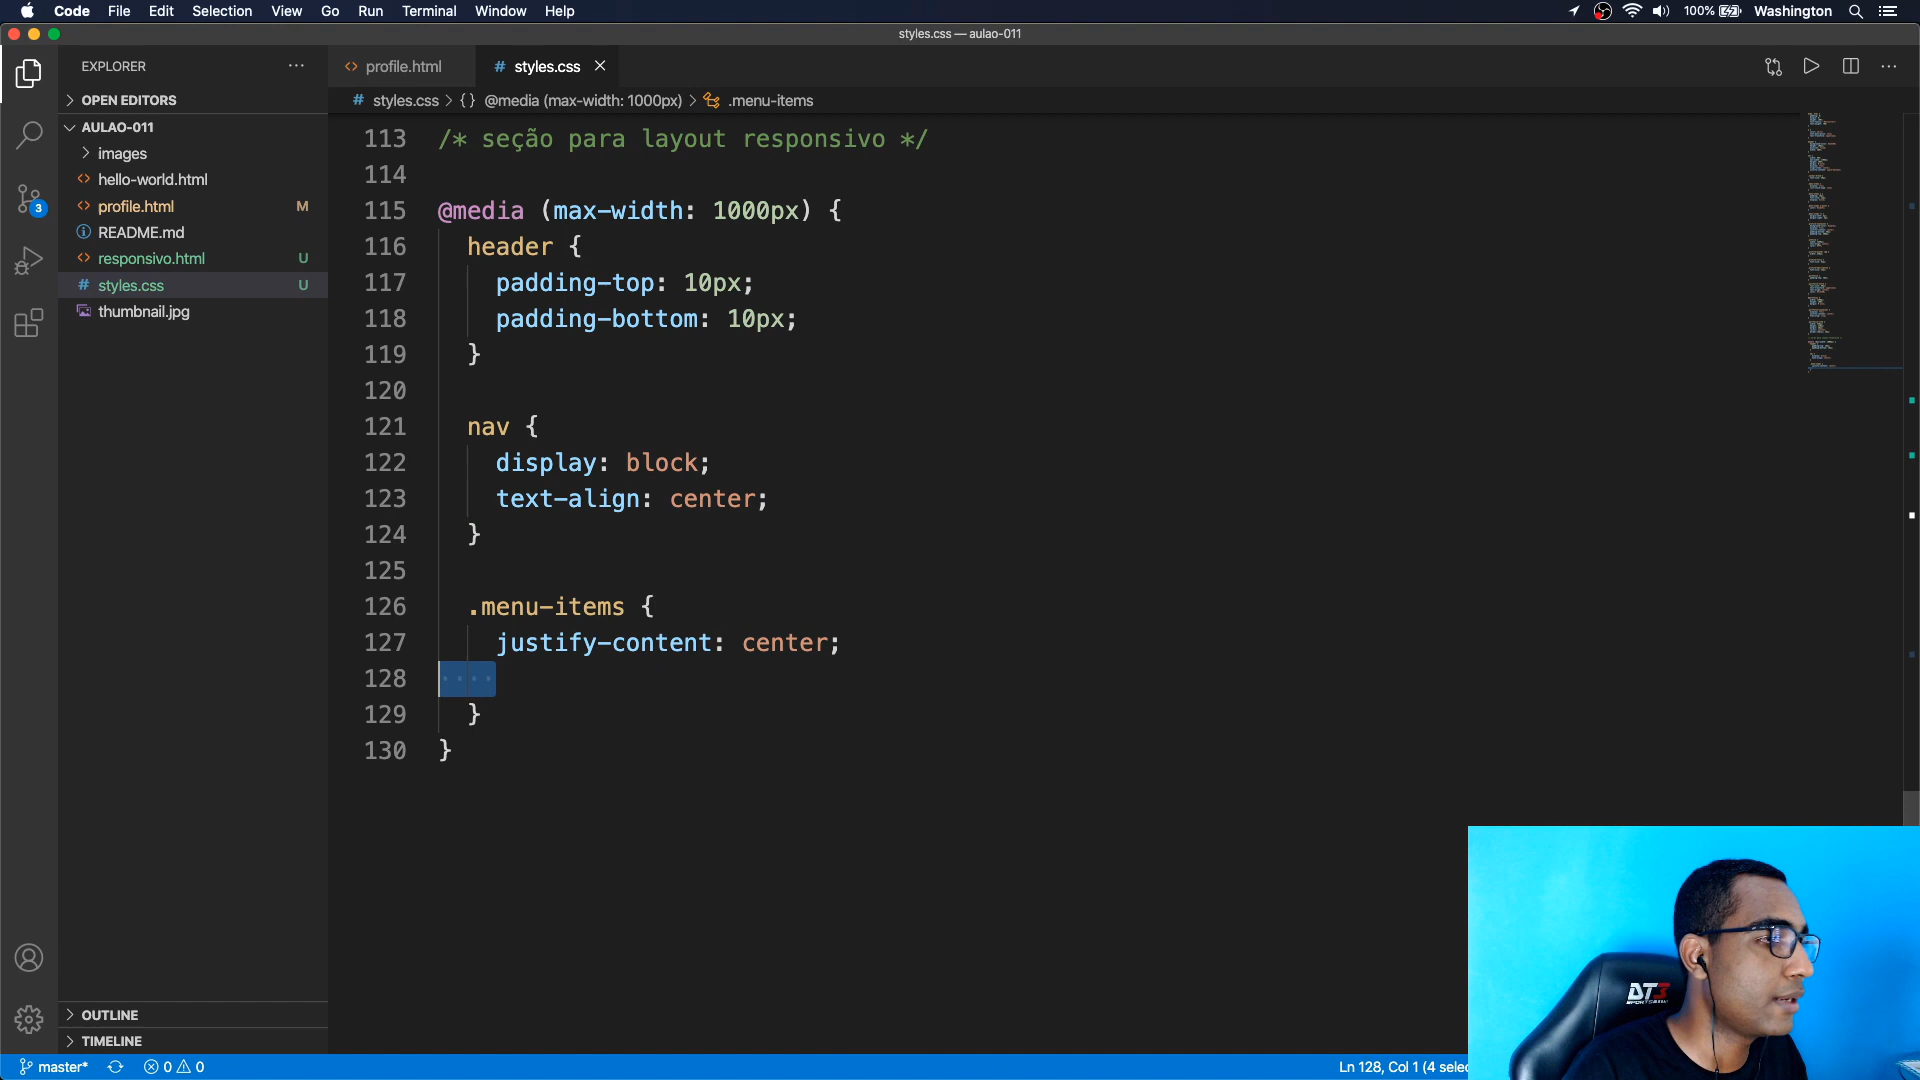 Code File Edit Selection View Go Run Terminal Window Help
100% Washington
styles.css — aulao-011
EXPLORER
profile.html
styles.css
OPEN EDITORS
styles.css > {} @media (max-width: 1000px) > .menu-items
AULAO-011
images
hello-world.html
profile.html M
README.md
responsivo.html U
styles.css U
thumbnail.jpg
3
113 /* seção para layout responsivo */
114
115 @media (max-width: 1000px) {
116 header {
117 padding-top: 10px;
118 padding-bottom: 10px;
119 }
120
121 nav {
122 display: block;
123 text-align: center;
124 }
125
126 .menu-items {
127 justify-content: center;
128
129 }
130 }
DT3
OUTLINE
TIMELINE
master* 0 0
Ln 128, Col 1 (4 selec